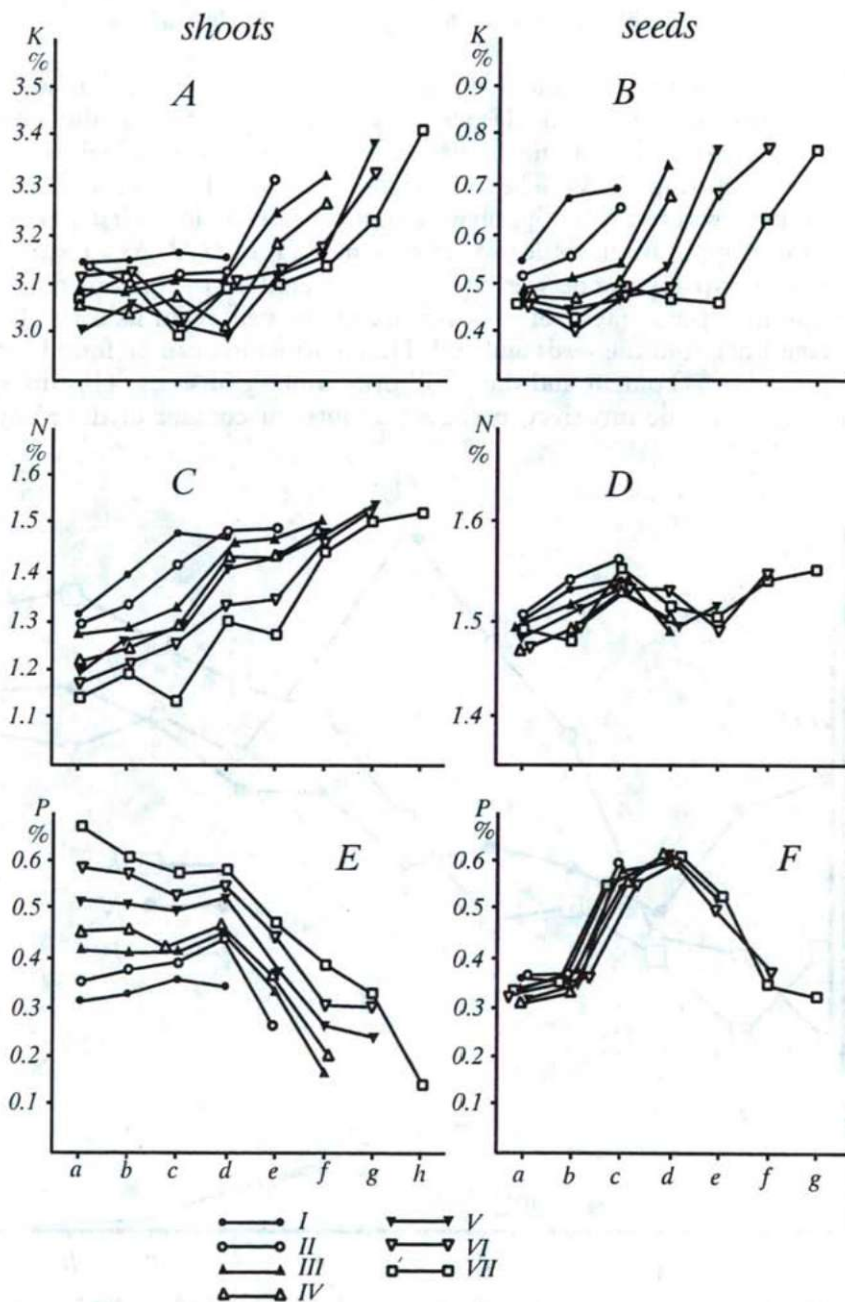 shoots
seeds
K
%
3.5
3.4
3.3
3.2
3.1
3.0
A
K
%
0.9
0.8
0.7
0.6
0.5
0.4
B
N
%
1.6
1.5
1.4
1.3
1.2
1.1
C
N
%
1.6
1.5
1.4
D
P
%
0.6
0.5
0.4
0.3
0.2
0.1
E
P
%
0.6
0.5
0.4
0.3
0.2
0.1
F
a b c d e f g h
a b c d e f g
I
II
III
IV
V
VI
VII